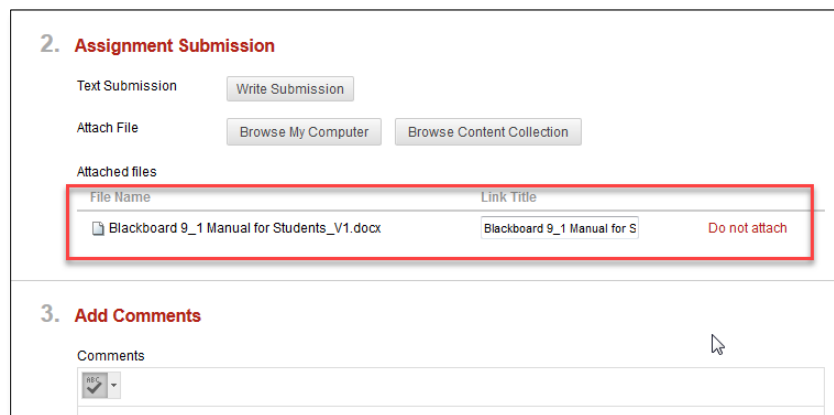 2. Assignment Submission
Text Submission Write Submission
Attach File Browse My Computer Browse Content Collection
Attached files
File Name Link Title
Blackboard 9_1 Manual for Students_V1.docx Blackboard 9_1 Manual for S Do not attach
3. Add Comments
Comments
ABC